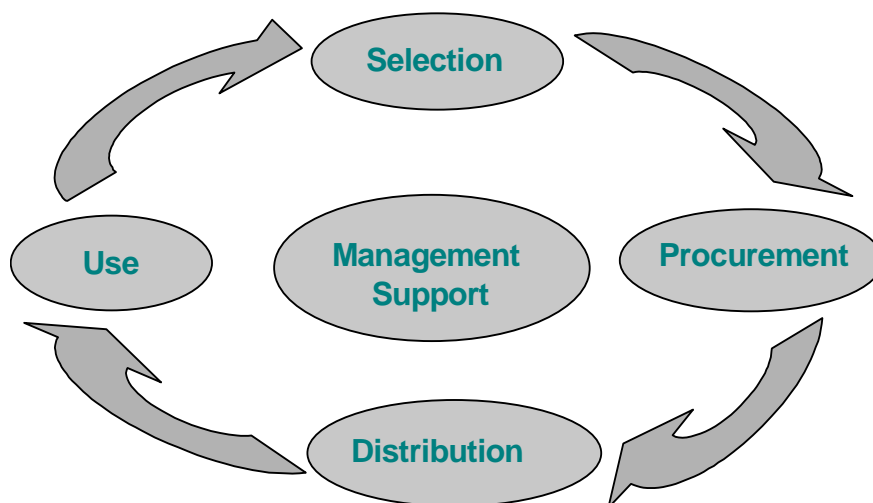 Selection
Use
Management
Support
Procurement
Distribution